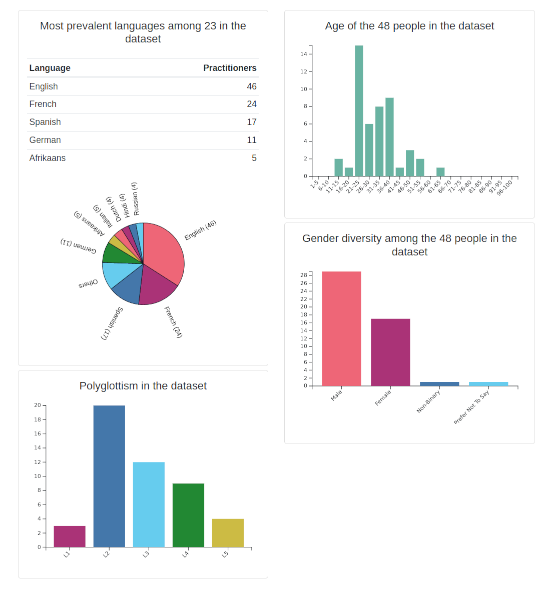 Most prevalent languages among 23 in the
dataset
Language Practitioners
English 46
French 24
Spanish 17
German 11
Afrikaans 5
English (46)
French (24)
Spanish (17)
Others
German (11)
Afrikaans (5)
Italian (5)
Dutch (4)
Hindi (4)
Russian (4)
Polyglottism in the dataset
20
18
16
14
12
10
8
6
4
2
0
L1 L2 L3 L4 L5
Age of the 48 people in the dataset
14
12
10
8
6
4
2
0
1-5 6-10 11-15 16-20 21-25 26-30 31-35 36-40 41-45 46-50 51-55 56-60 61-65 66-70 71-75 76-80 81-85 86-90 91-95 96-100
Gender diversity among the 48 people in the
dataset
28
26
24
22
20
18
16
14
12
10
8
6
4
2
0
Male Female Non-Binary Prefer Not To Say